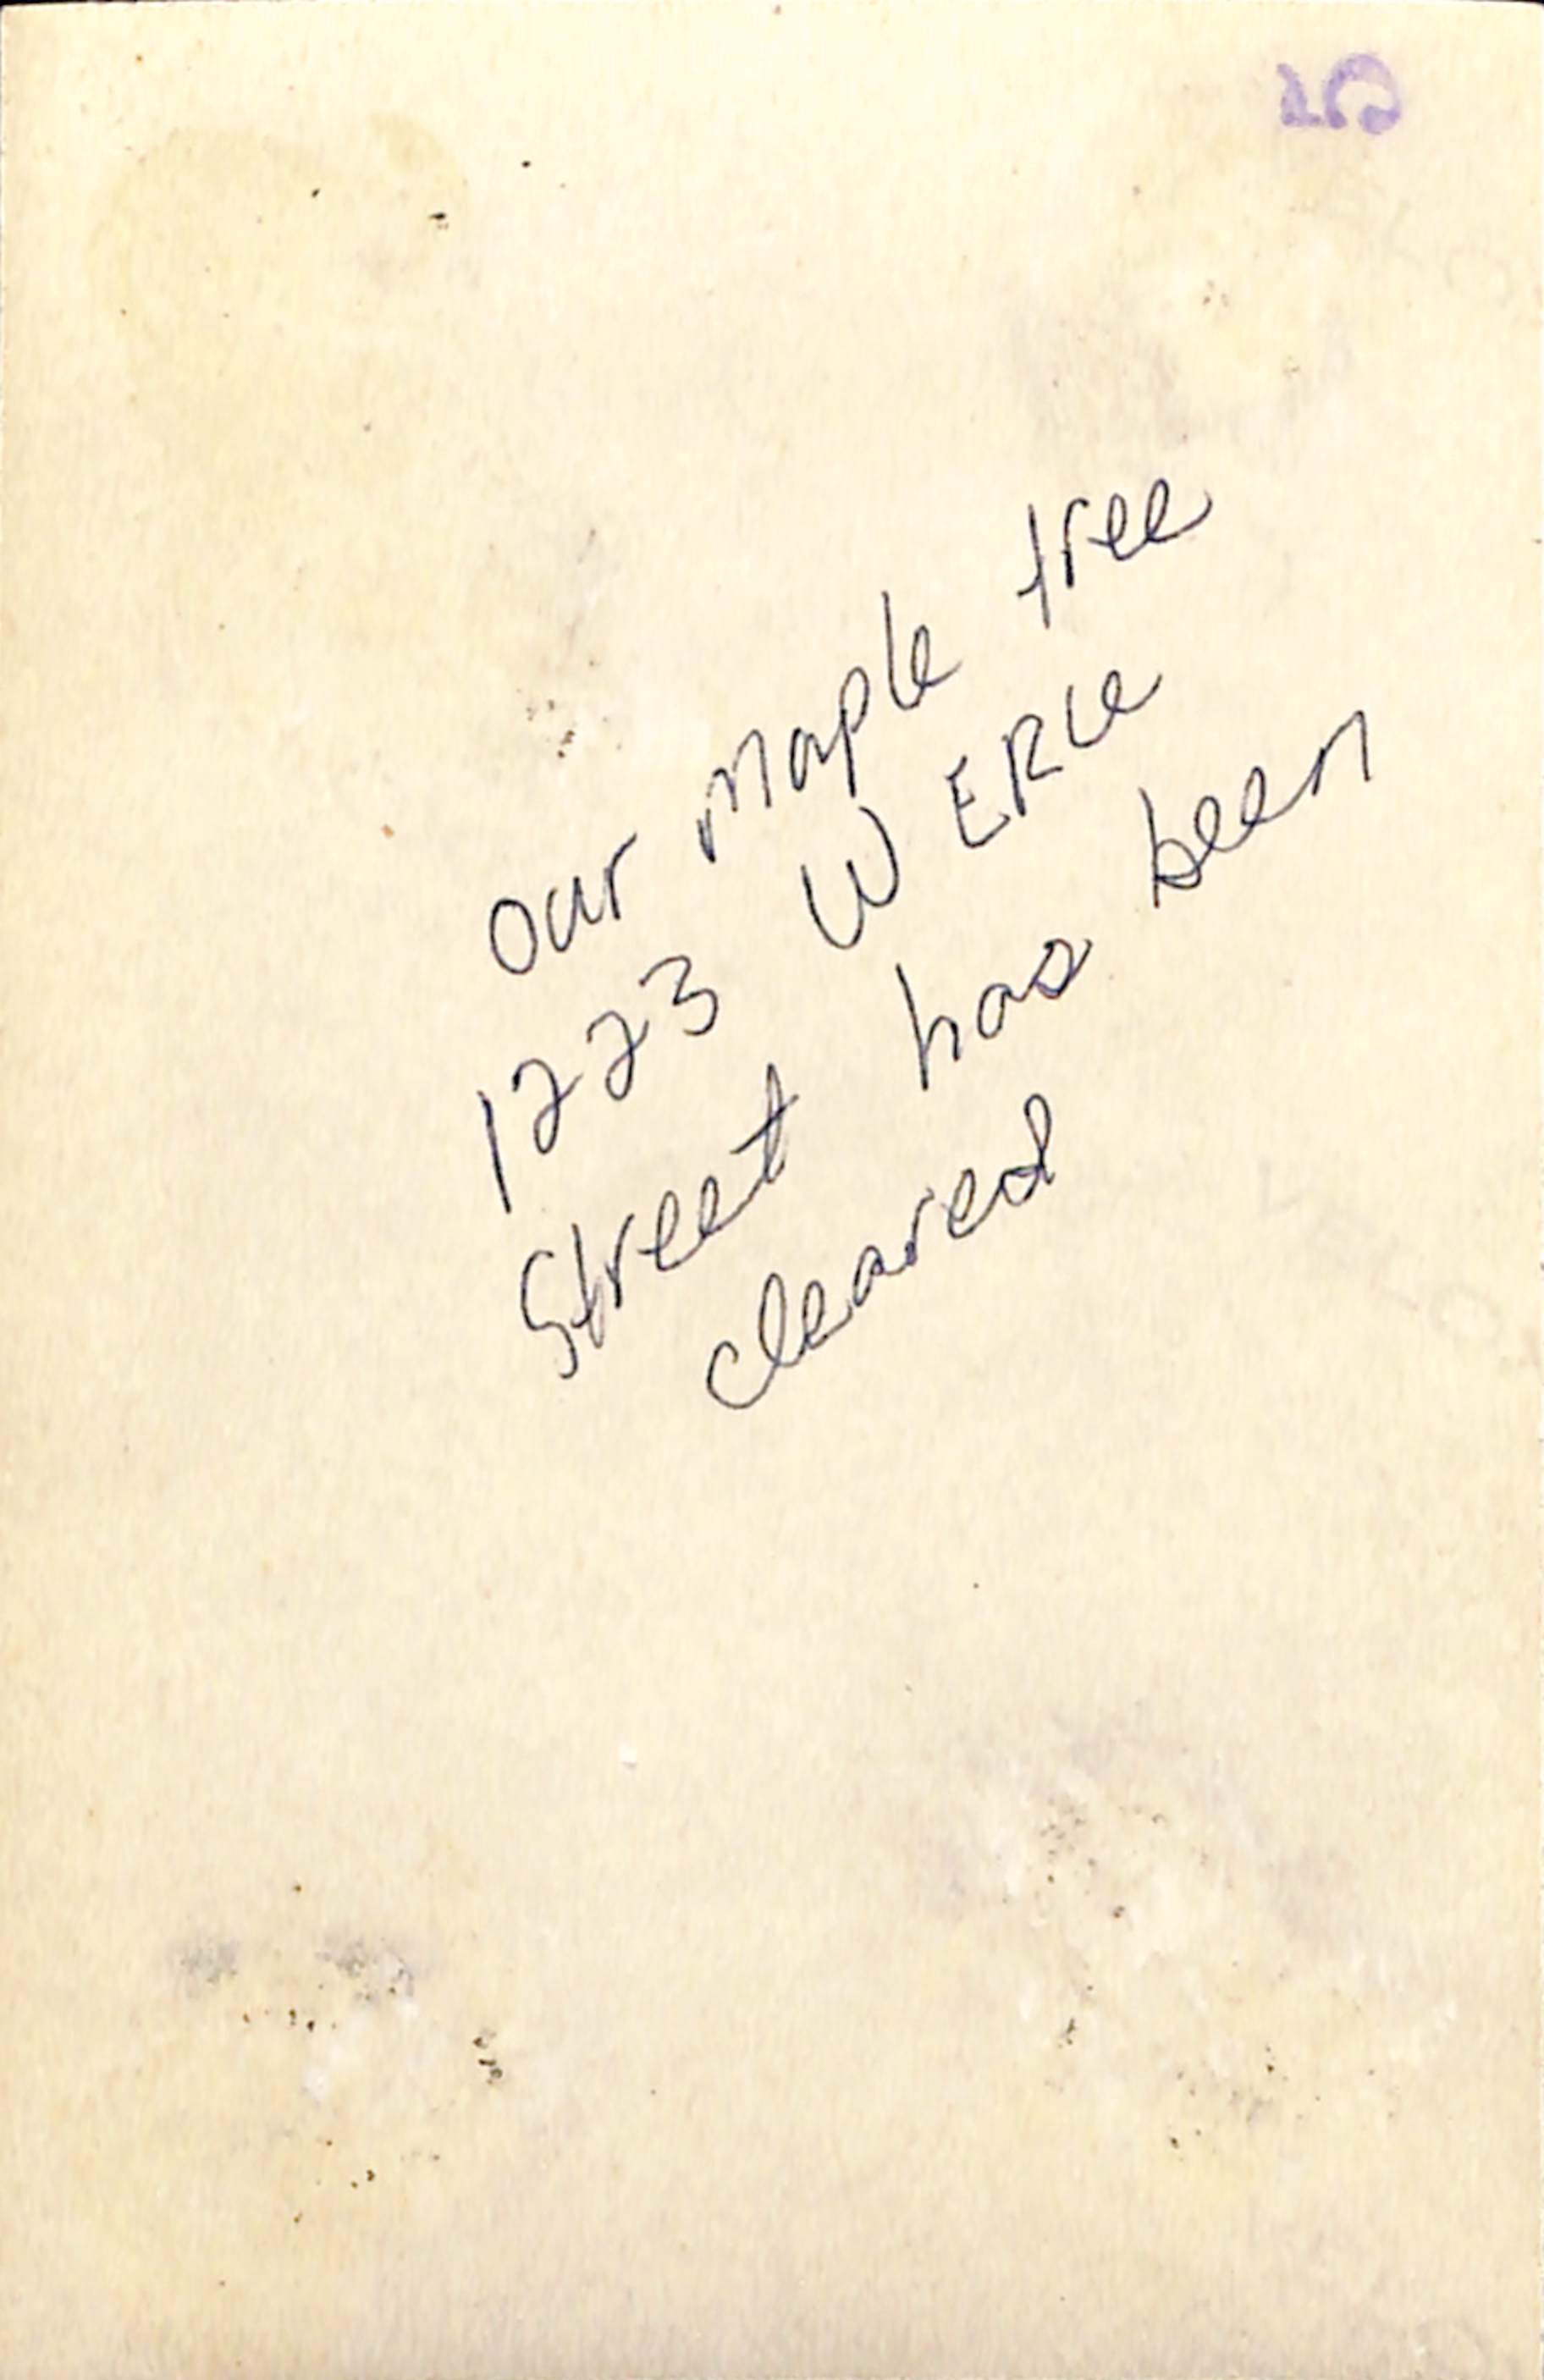 our maple tree
1223 W ERIE
Street has been
cleared